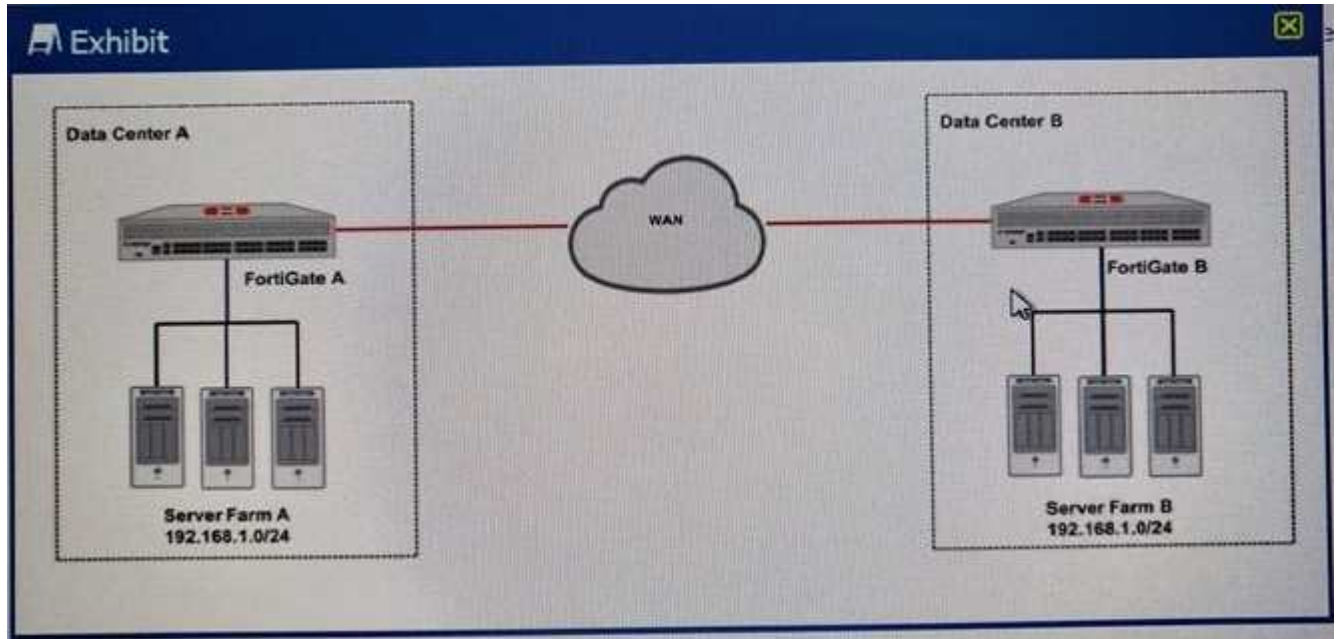 Exhibit
Data Center A
Data Center B
WAN
FortiGate A
FortiGate B
Server Farm A
192.168.1.0/24
Server Farm B
192.168.1.0/24